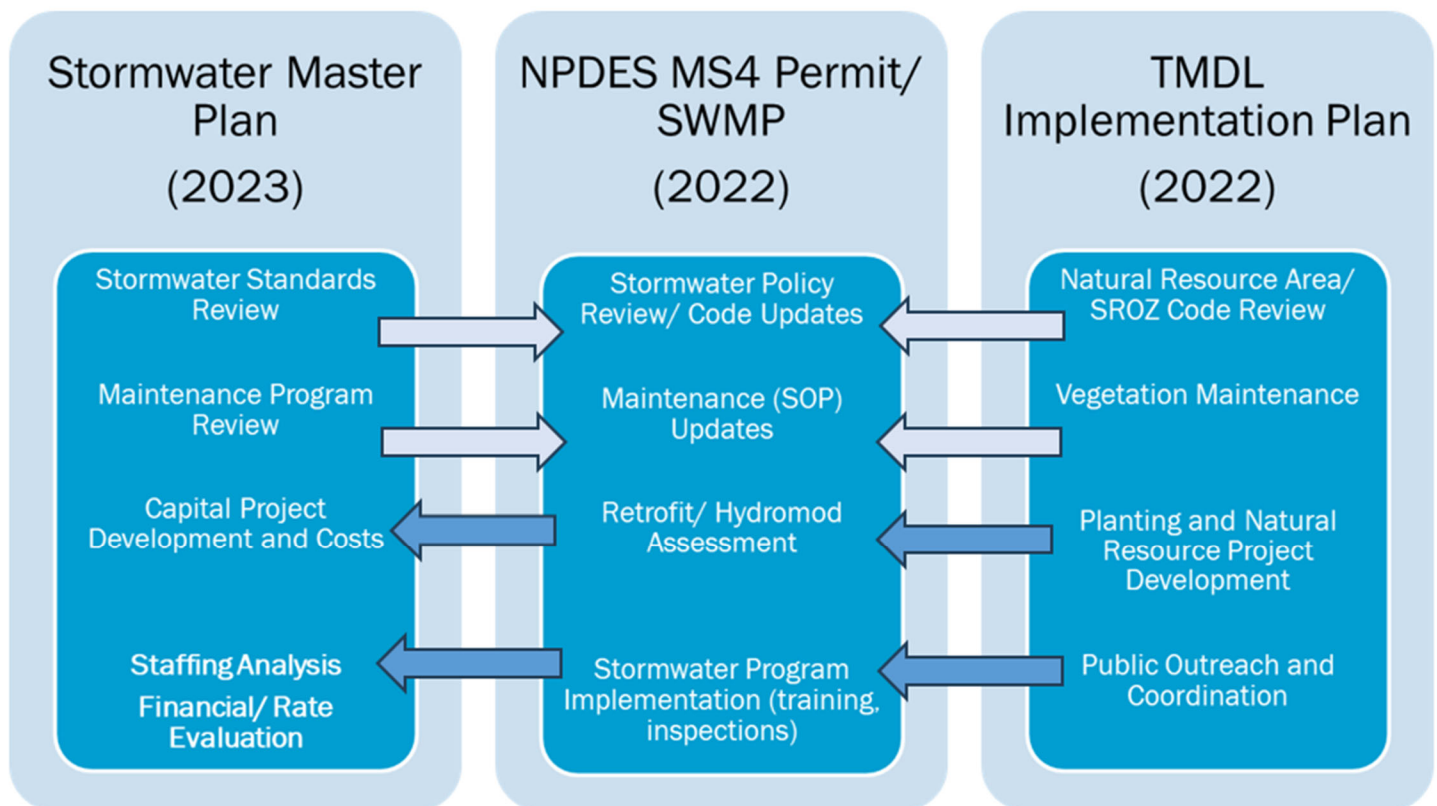 Stormwater Master
Plan
(2023)
Stormwater Standards
Review
Maintenance Program
Review
Capital Project
Development and Costs
Staffing Analysis
Financial/ Rate
Evaluation
NPDES MS4 Permit/
SWMP
(2022)
Stormwater Policy
Review/ Code Updates
Maintenance (SOP)
Updates
Retrofit/ Hydromod
Assessment
Stormwater Program
Implementation (training,
inspections)
TMDL
Implementation Plan
(2022)
Natural Resource Area/
SROZ Code Review
Vegetation Maintenance
Planting and Natural
Resource Project
Development
Public Outreach and
Coordination